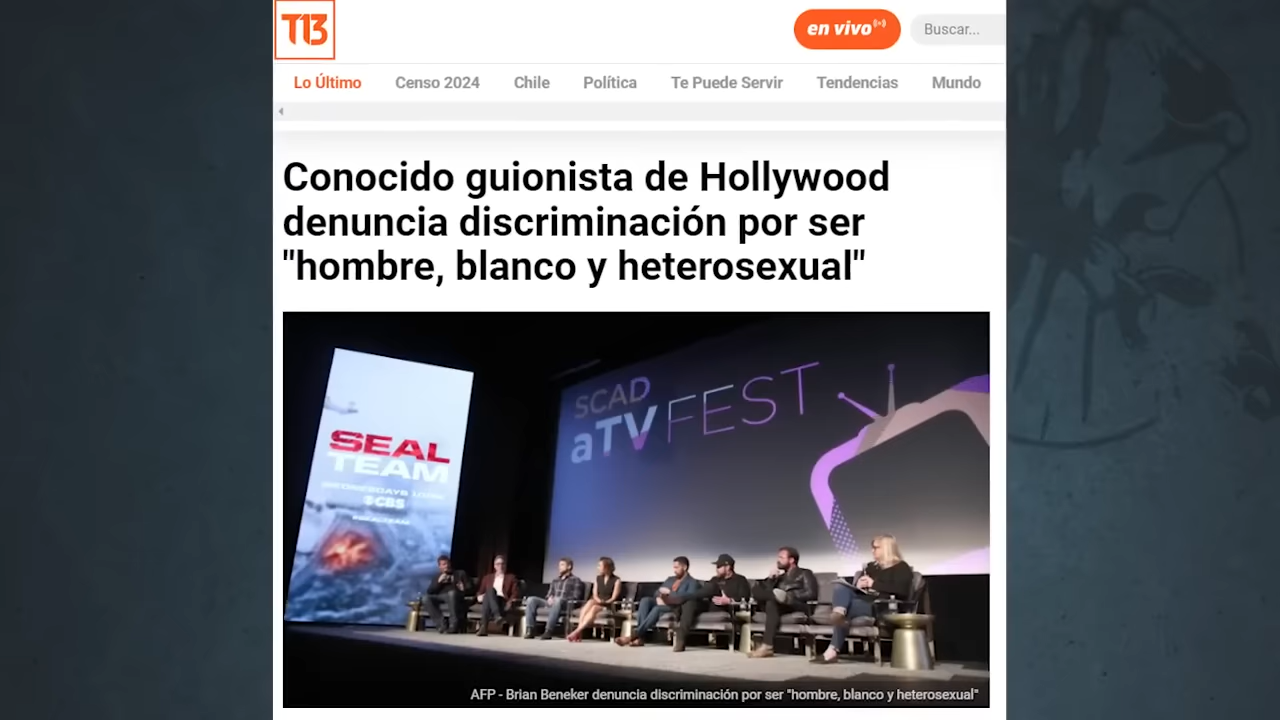 T13
en vivo
Buscar...
Lo Último
Censo 2024
Chile
Política
Te Puede Servir
Tendencias
Mundo
Conocido guionista de Hollywood
denuncia discriminación por ser
"hombre, blanco y heterosexual"
SCAD
aTVFEST
SEAL
TEAM
CBS
AFP - Brian Beneker denuncia discriminación por ser "hombre, blanco y heterosexual"